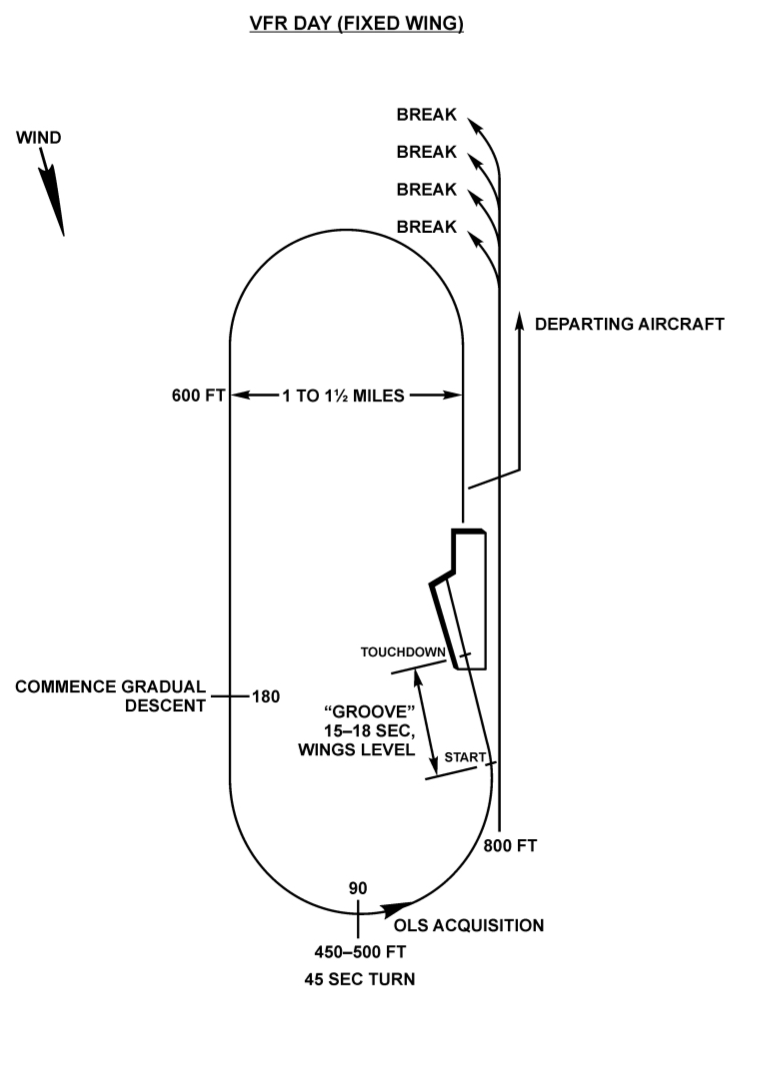 VFR DAY (FIXED WING)
BREAK
WIND
BREAK
BREAK
BREAK
DEPARTING AIRCRAFT
600 FT
1 TO 1½ MILES
TOUCHDOWN
COMMENCE GRADUAL
DESCENT
180
“GROOVE”
15–18 SEC,
WINGS LEVEL
START
800 FT
90
OLS ACQUISITION
450–500 FT
45 SEC TURN